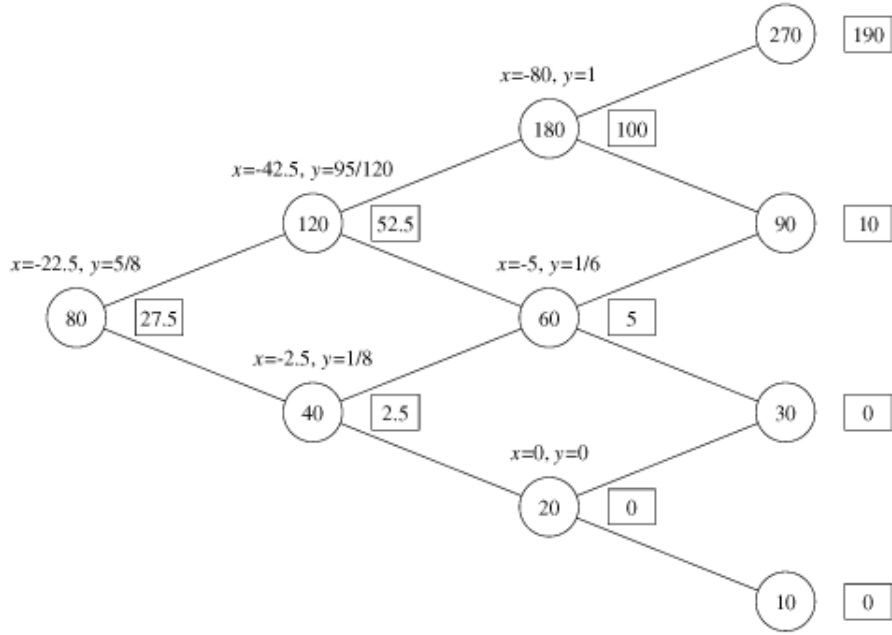 270 190
x=-80, y=1
180 100
x=-42.5, y=95/120
120 52.5 90 10
x=-22.5, y=5/8 x=-5, y=1/6
80 27.5 60 5
x=-2.5, y=1/8
40 2.5 30 0
x=0, y=0
20 0
10 0